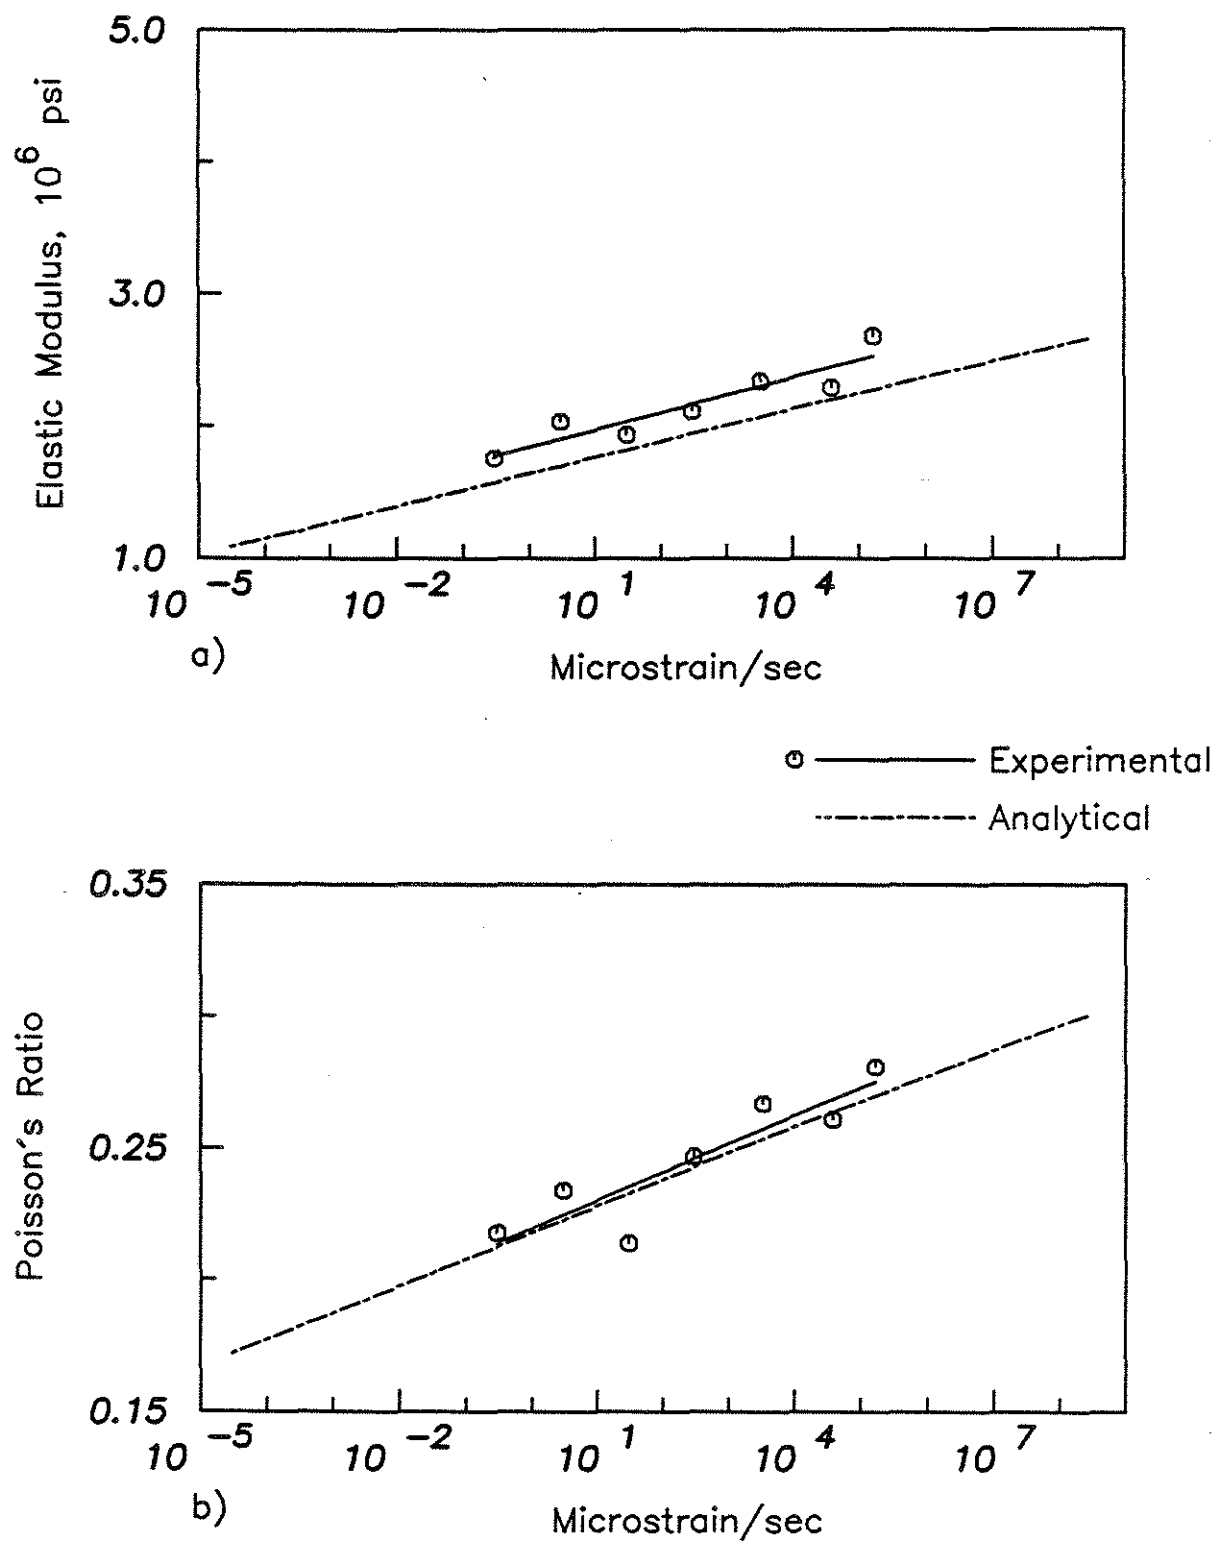 5.0
Elastic Modulus, 10^6 psi
3.0
1.0
10^-5 10^-2 10^1 10^4 10^7
a)
Microstrain/sec
Experimental
Analytical
0.35
Poisson's Ratio
0.25
0.15
10^-5 10^-2 10^1 10^4 10^7
b)
Microstrain/sec